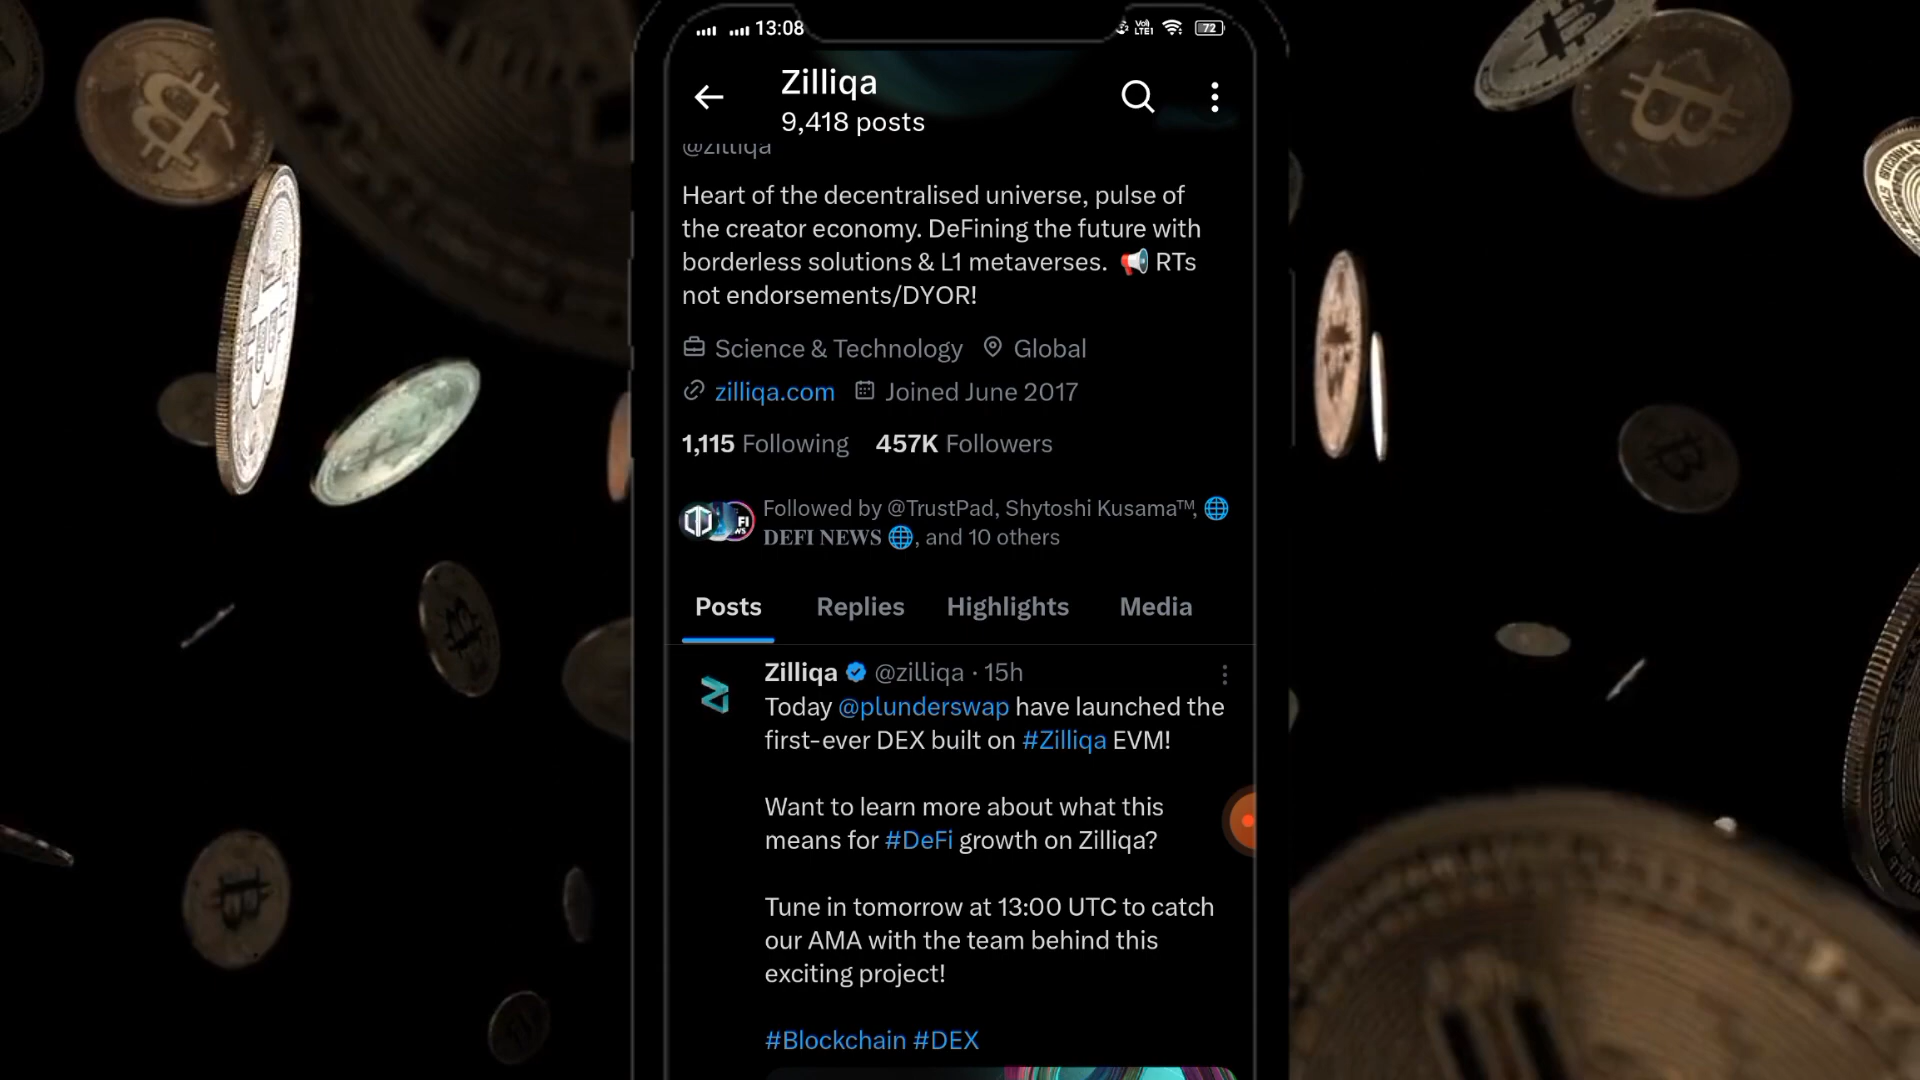 13:08
Vol)
LTE1
72
Zilliqa
9,418 posts
@zilliqa
Heart of the decentralised universe, pulse of
the creator economy. DeFining the future with
borderless solutions & L1 metaverses. 📢 RTs
not endorsements/DYOR!
Science & Technology Global
zilliqa.com Joined June 2017
1,115 Following 457K Followers
Followed by @TrustPad, Shytoshi Kusama™, 🌐
𝐃𝐄𝐅𝐈 𝐍𝐄𝐖𝐒 🌐, and 10 others
Posts Replies Highlights Media
Zilliqa @zilliqa · 15h
Today @plunderswap have launched the
first-ever DEX built on #Zilliqa EVM!
Want to learn more about what this
means for #DeFi growth on Zilliqa?
Tune in tomorrow at 13:00 UTC to catch
our AMA with the team behind this
exciting project!
#Blockchain #DEX